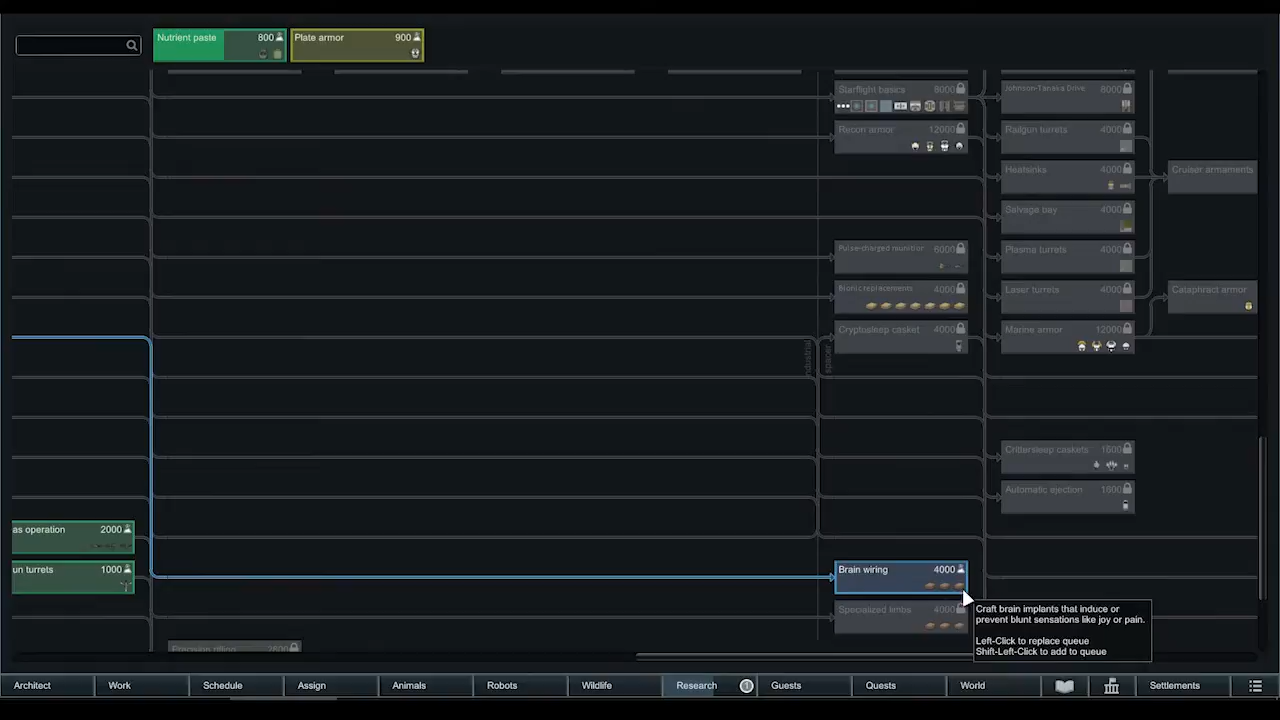 Nutrient paste 800
Plate armor 900
Starflight basics 8000
Johnson-Tanaka Drive 8000
Recon armor 12000
Railgun turrets 4000
Heatsinks 4000
Cruiser armaments
Salvage bay 4000
Pulse-charged munition 6000
Plasma turrets 4000
Bionic replacements 4000
Laser turrets 4000
Cataphract armor
Cryptosleep casket 4000
Marine armor 12000
industrial
spacer
Crittersleep caskets 1600
Automatic ejection 1600
as operation 2000
un turrets 1000
Brain wiring 4000
Specialized limbs 4000
Craft brain implants that induce or
prevent blunt sensations like joy or pain.
Left-Click to replace queue
Shift-Left-Click to add to queue
Architect
Work
Schedule
Assign
Animals
Robots
Wildlife
Research
Guests
Quests
World
Settlements